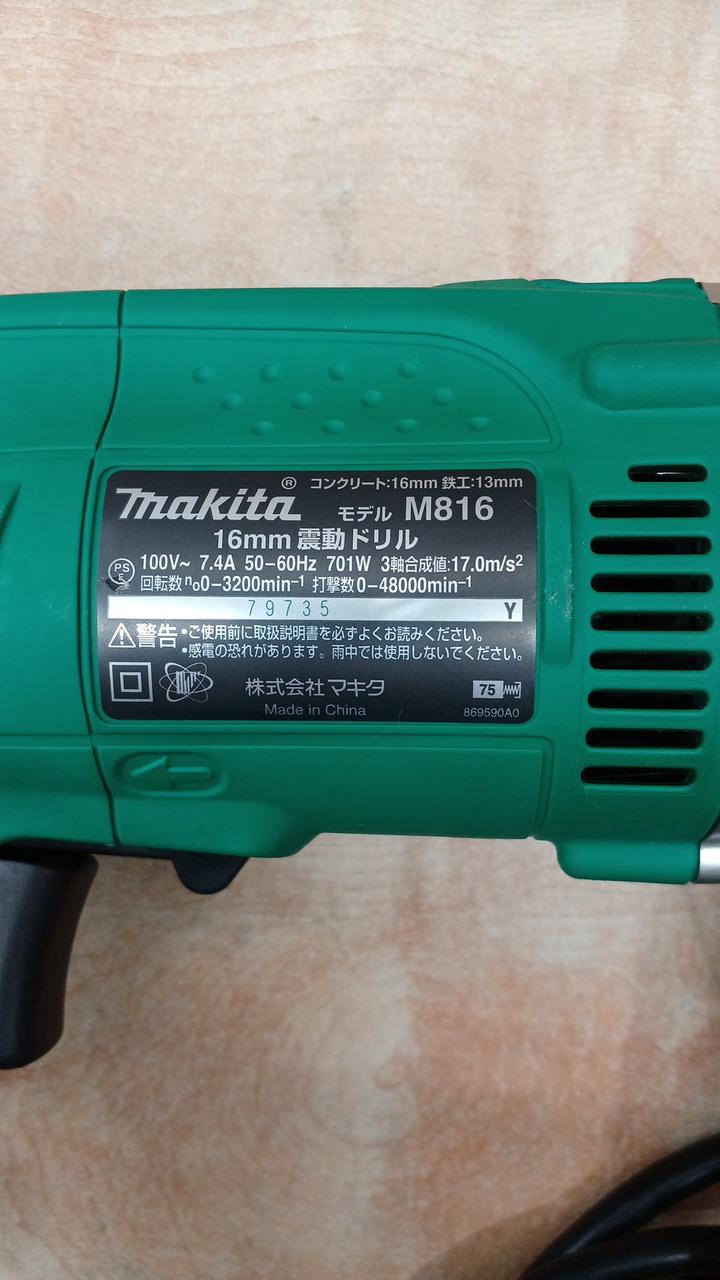 makita ® コンクリート:16mm 鉄工:13mm
モデル M816
16mm 震動ドリル
PS E 100V~ 7.4A 50-60Hz 701W 3軸合成値:17.0m/s²
回転数 n₀0-3200min⁻¹ 打撃数0-48000min⁻¹
79735 Y
警告 •ご使用前に取扱説明書を必ずよくお読みください。
•感電の恐れがあります。雨中では使用しないでください。
株式会社マキタ 75
Made in China 869590A0